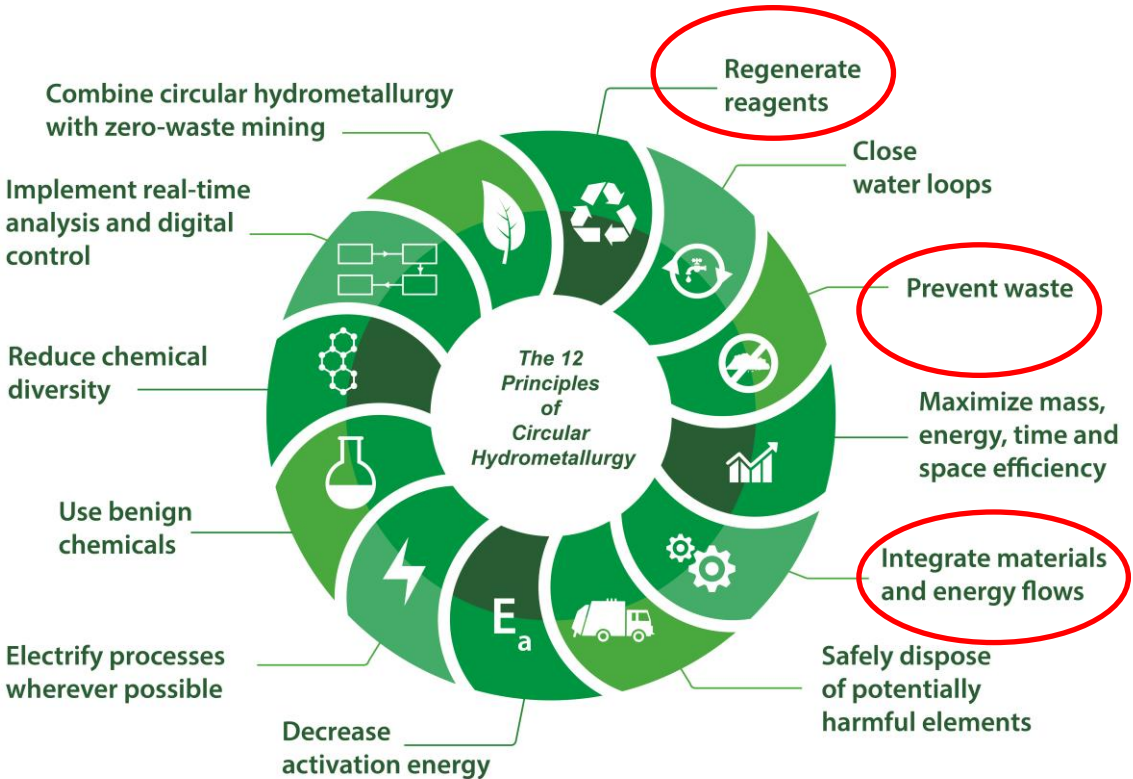 Regenerate
reagents
Close
water loops
Prevent waste
Maximize mass,
energy, time and
space efficiency
Integrate materials
and energy flows
Safely dispose
of potentially
harmful elements
Decrease
activation energy
Electrify processes
wherever possible
Use benign
chemicals
Reduce chemical
diversity
Implement real-time
analysis and digital
control
Combine circular hydrometallurgy
with zero-waste mining
The 12
Principles
of
Circular
Hydrometallurgy
Ea